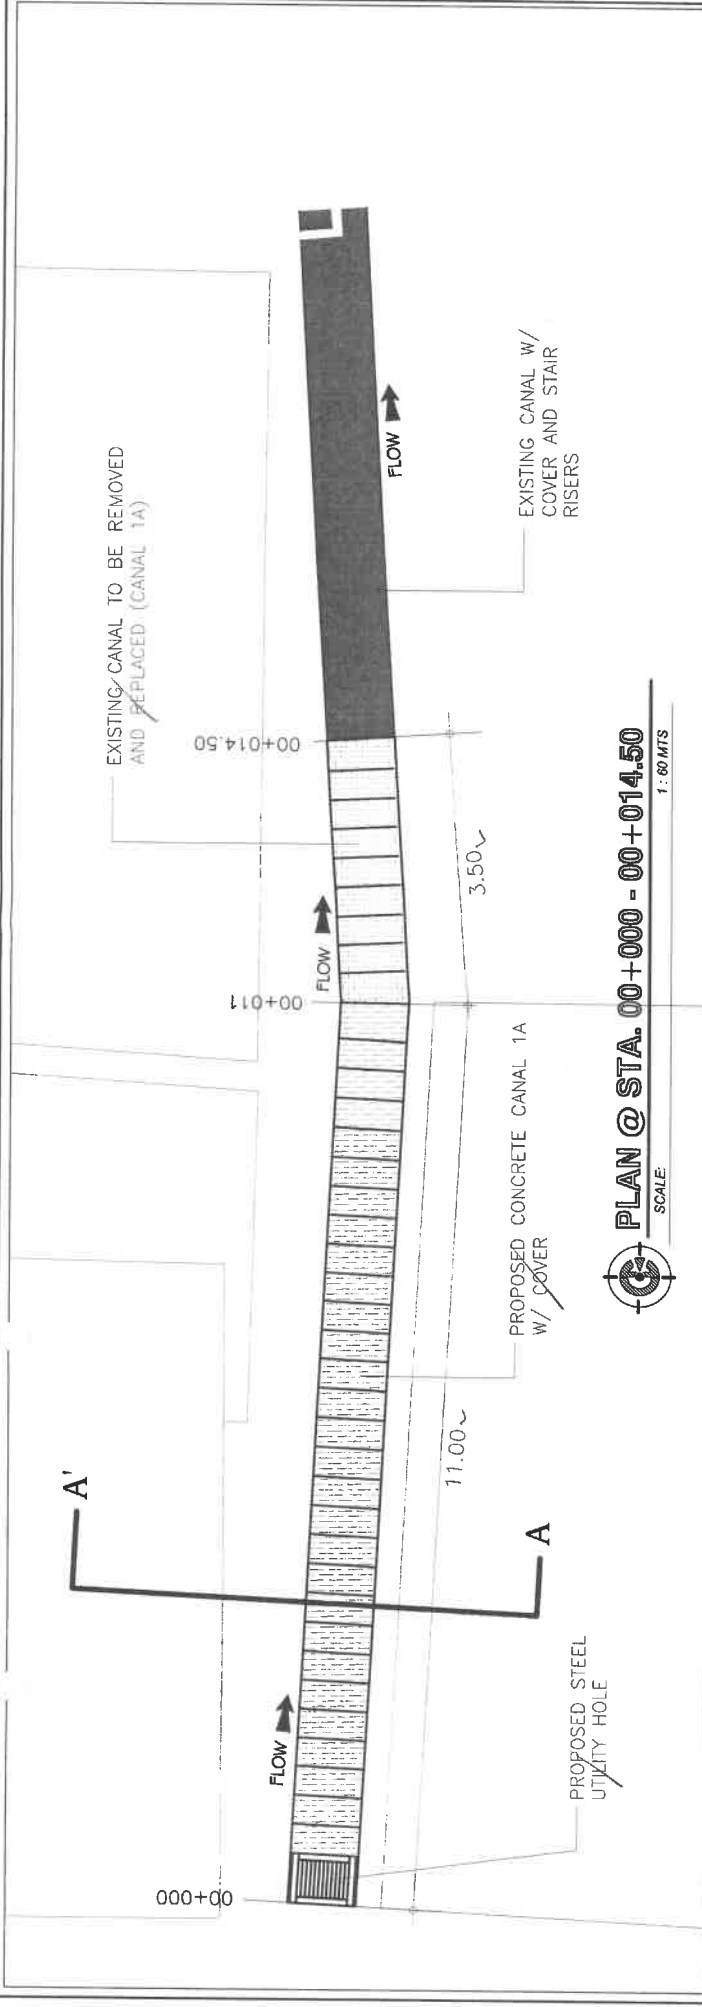 EXISTING CANAL TO BE REMOVED
AND REPLACED (CANAL 1A)
00+000
00+011
00+014.50
FLOW
FLOW
FLOW
A'
A
11.00
3.50
PROPOSED STEEL
UTILITY HOLE
PROPOSED CONCRETE CANAL 1A
W/ COVER
EXISTING CANAL W/
COVER AND STAIR
RISERS
PLAN @ STA. 00+000 - 00+014.50
SCALE:
1 : 60 MTS